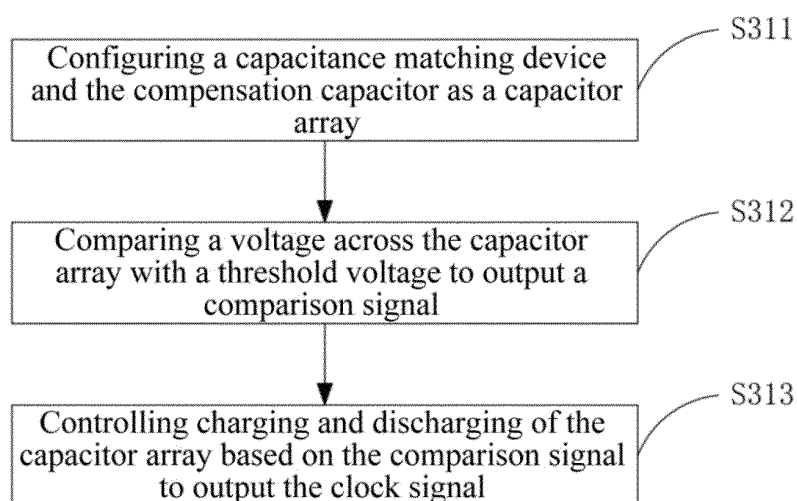 S311
Configuring a capacitance matching device
and the compensation capacitor as a capacitor
array
S312
Comparing a voltage across the capacitor
array with a threshold voltage to output a
comparison signal
S313
Controlling charging and discharging of the
capacitor array based on the comparison signal
to output the clock signal